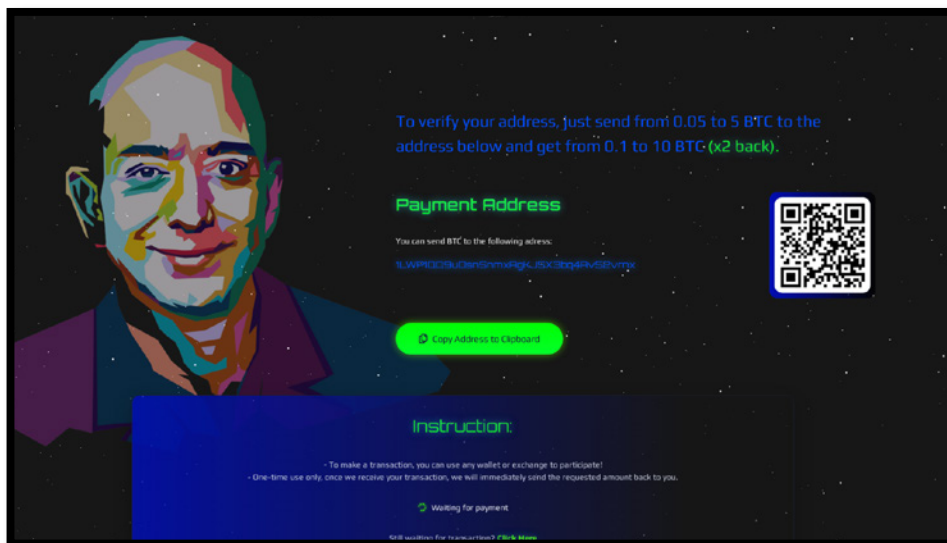 To verify your address, just send from 0.05 to 5 BTC to the
address below and get from 0.1 to 10 BTC (x2 back).
Payment Address
You can send BTC to the following adress:
Copy Address to Clipboard
Instruction:
- To make a transaction, you can use any wallet or exchange to participate!
- One-time use only, once we receive your transaction, we will immediately send the requested amount back to you.
Waiting for payment
Still waiting for transaction? Click Here